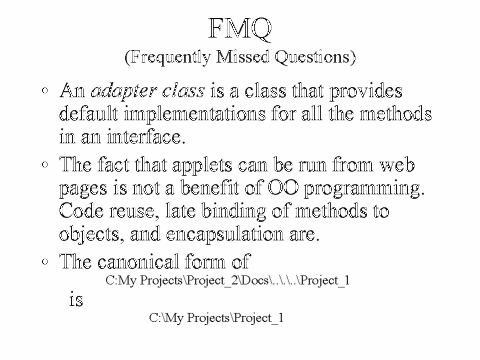 FMQ
(Frequently Missed Questions)
◦ An adapter class is a class that provides
default implementations for all the methods
in an interface.
◦ The fact that applets can be run from web
pages is not a benefit of OO programming.
Code reuse, late binding of methods to
objects, and encapsulation are.
◦ The canonical form of
C:My Projects\Project_2\Docs\..\.\..\Project_1
is
C:\My Projects\Project_1